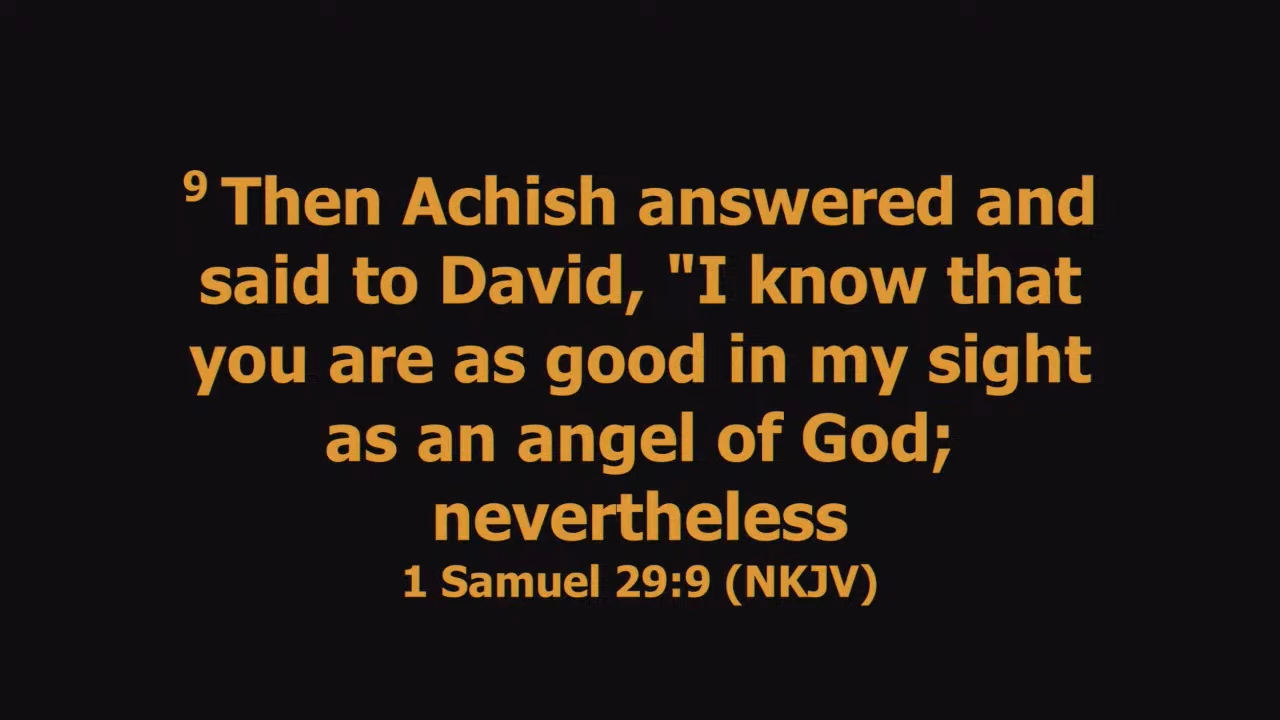 9 Then Achish answered and
said to David, "I know that
you are as good in my sight
as an angel of God;
nevertheless
1 Samuel 29:9 (NKJV)